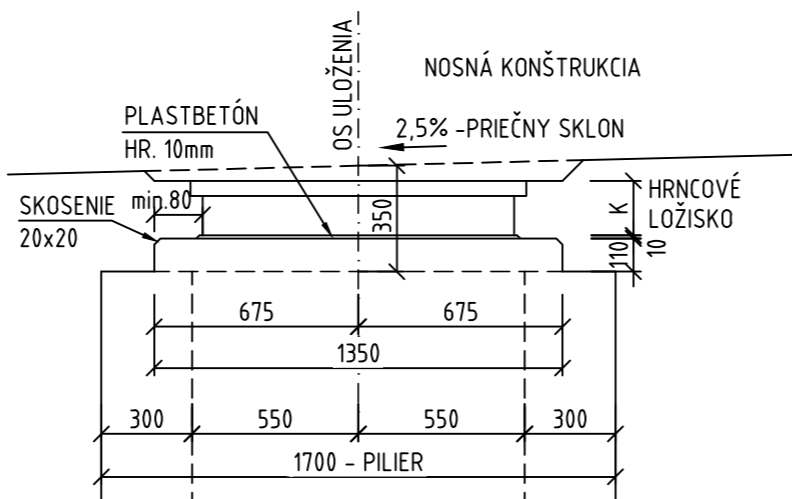 OS ULOŽENIA
NOSNÁ KONŠTRUKCIA
PLASTBETÓN
HR. 10mm
2,5% -PRIEČNY SKLON
SKOSENIE
20x20
min.80
350
K
HRNCOVÉ
LOŽISKO
110
10
675
675
1350
300
550
550
300
1700 - PILIER